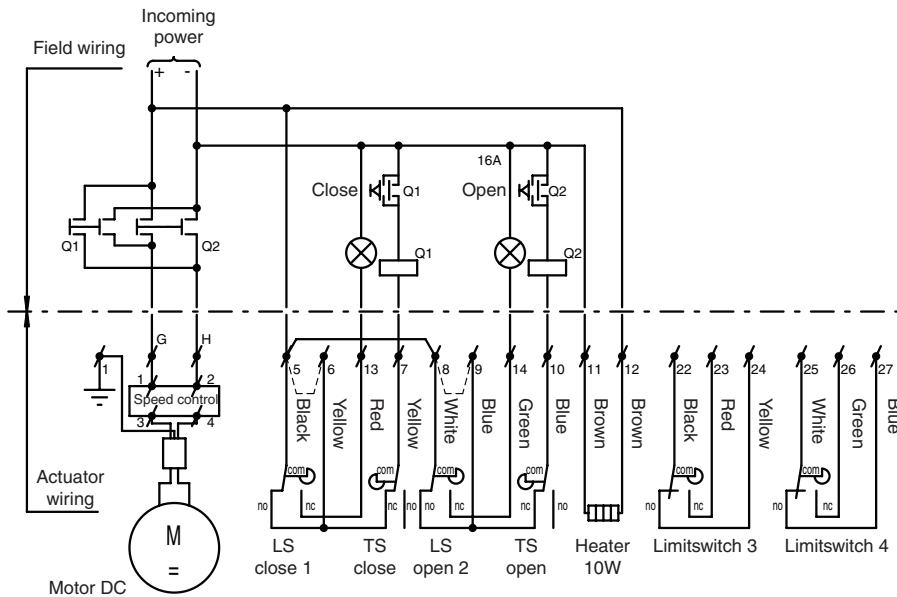 Incoming
power
Field wiring
+ -
16A
Close Q1 Open Q2
Q1 Q2 Q1 Q2
G H
1 5 6 13 7 8 9 14 10 11 12 22 23 24 25 26 27
1 2
Speed control
3 4
Black Yellow Red Yellow White Blue Green Blue Brown Brown Black Red Yellow White Green Blue
Actuator
wiring
com com com com com com
no nc no nc no nc no nc no nc no nc
M
=
Motor DC
LS
close 1
TS
close
LS
open 2
TS
open
Heater
10W
Limitswitch 3
Limitswitch 4